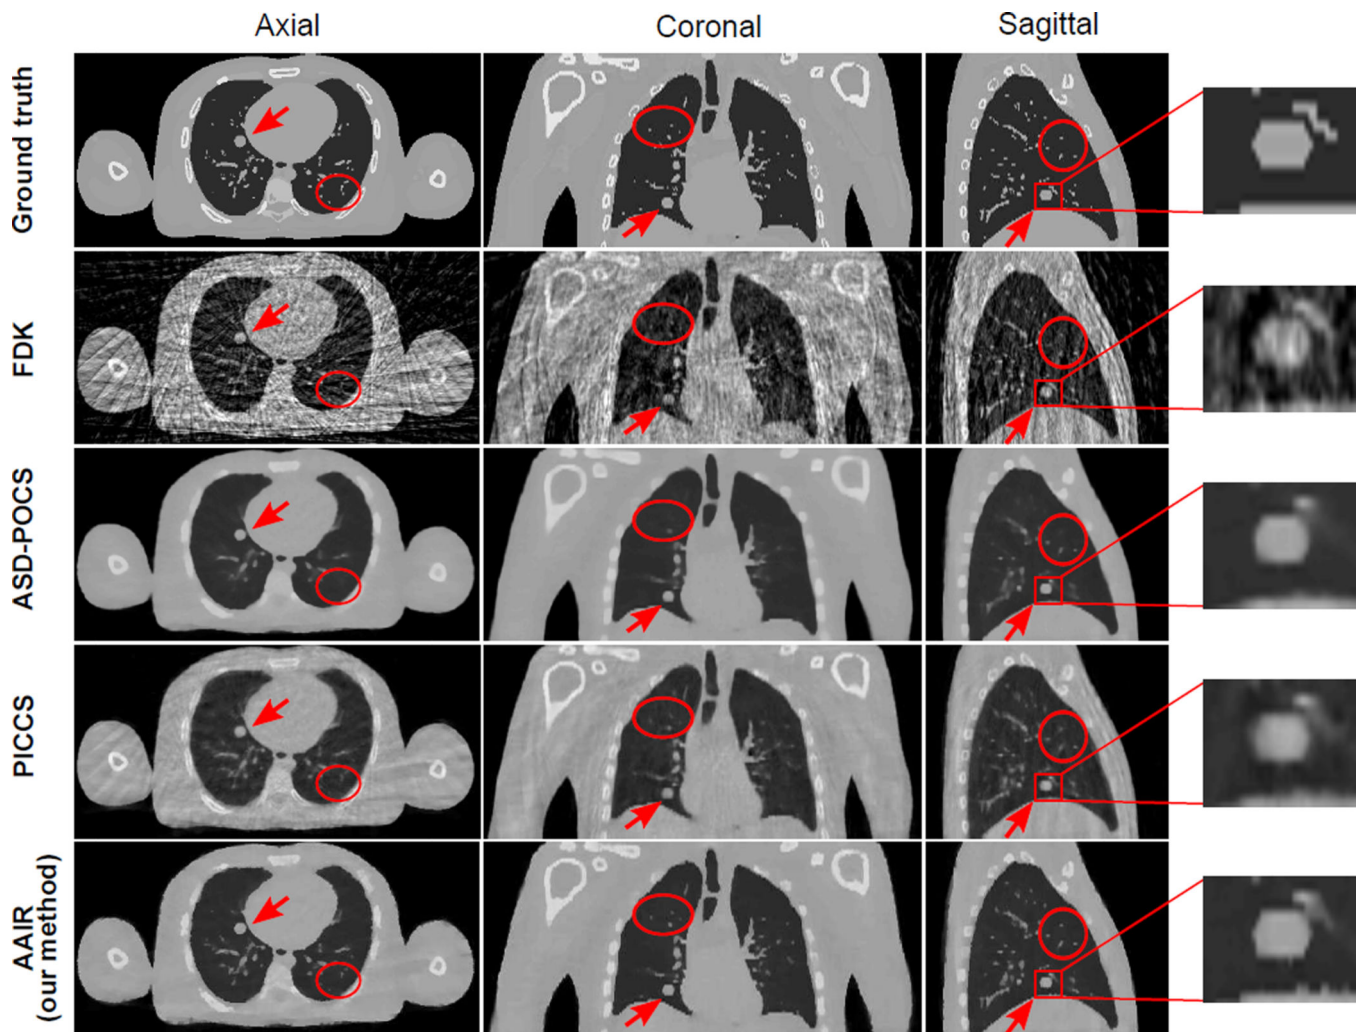 Axial
Coronal
Sagittal
Ground truth
FDK
ASD-POCS
PICCS
AAIR
(our method)